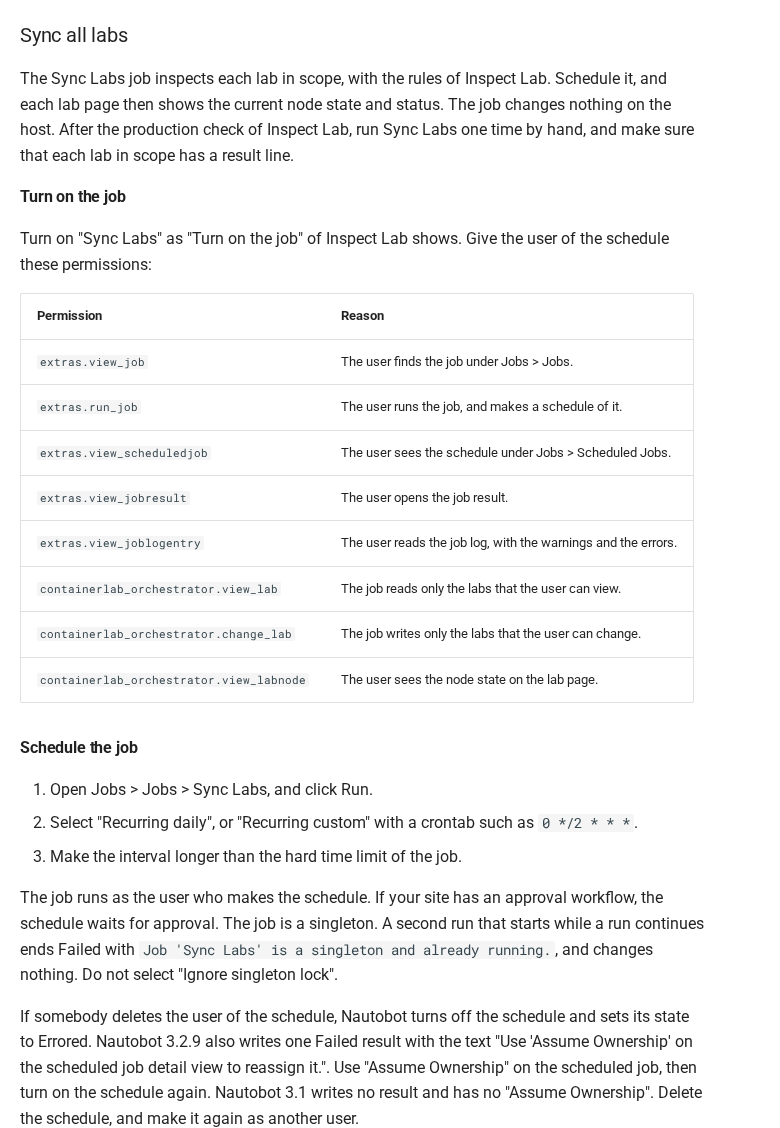 Sync all labs
The Sync Labs job inspects each lab in scope, with the rules of Inspect Lab. Schedule it, and
each lab page then shows the current node state and status. The job changes nothing on the
host. After the production check of Inspect Lab, run Sync Labs one time by hand, and make sure
that each lab in scope has a result line.
Turn on the job
Turn on "Sync Labs" as "Turn on the job" of Inspect Lab shows. Give the user of the schedule
these permissions:
Permission Reason
extras.view_job The user finds the job under Jobs > Jobs.
extras.run_job The user runs the job, and makes a schedule of it.
extras.view_scheduledjob The user sees the schedule under Jobs > Scheduled Jobs.
extras.view_jobresult The user opens the job result.
extras.view_joblogentry The user reads the job log, with the warnings and the errors.
containerlab_orchestrator.view_lab The job reads only the labs that the user can view.
containerlab_orchestrator.change_lab The job writes only the labs that the user can change.
containerlab_orchestrator.view_labnode The user sees the node state on the lab page.
Schedule the job
1. Open Jobs > Jobs > Sync Labs, and click Run.
2. Select "Recurring daily", or "Recurring custom" with a crontab such as 0 */2 * * *.
3. Make the interval longer than the hard time limit of the job.
The job runs as the user who makes the schedule. If your site has an approval workflow, the
schedule waits for approval. The job is a singleton. A second run that starts while a run continues
ends Failed with Job 'Sync Labs' is a singleton and already running., and changes
nothing. Do not select "Ignore singleton lock".
If somebody deletes the user of the schedule, Nautobot turns off the schedule and sets its state
to Errored. Nautobot 3.2.9 also writes one Failed result with the text "Use 'Assume Ownership' on
the scheduled job detail view to reassign it.". Use "Assume Ownership" on the scheduled job, then
turn on the schedule again. Nautobot 3.1 writes no result and has no "Assume Ownership". Delete
the schedule, and make it again as another user.